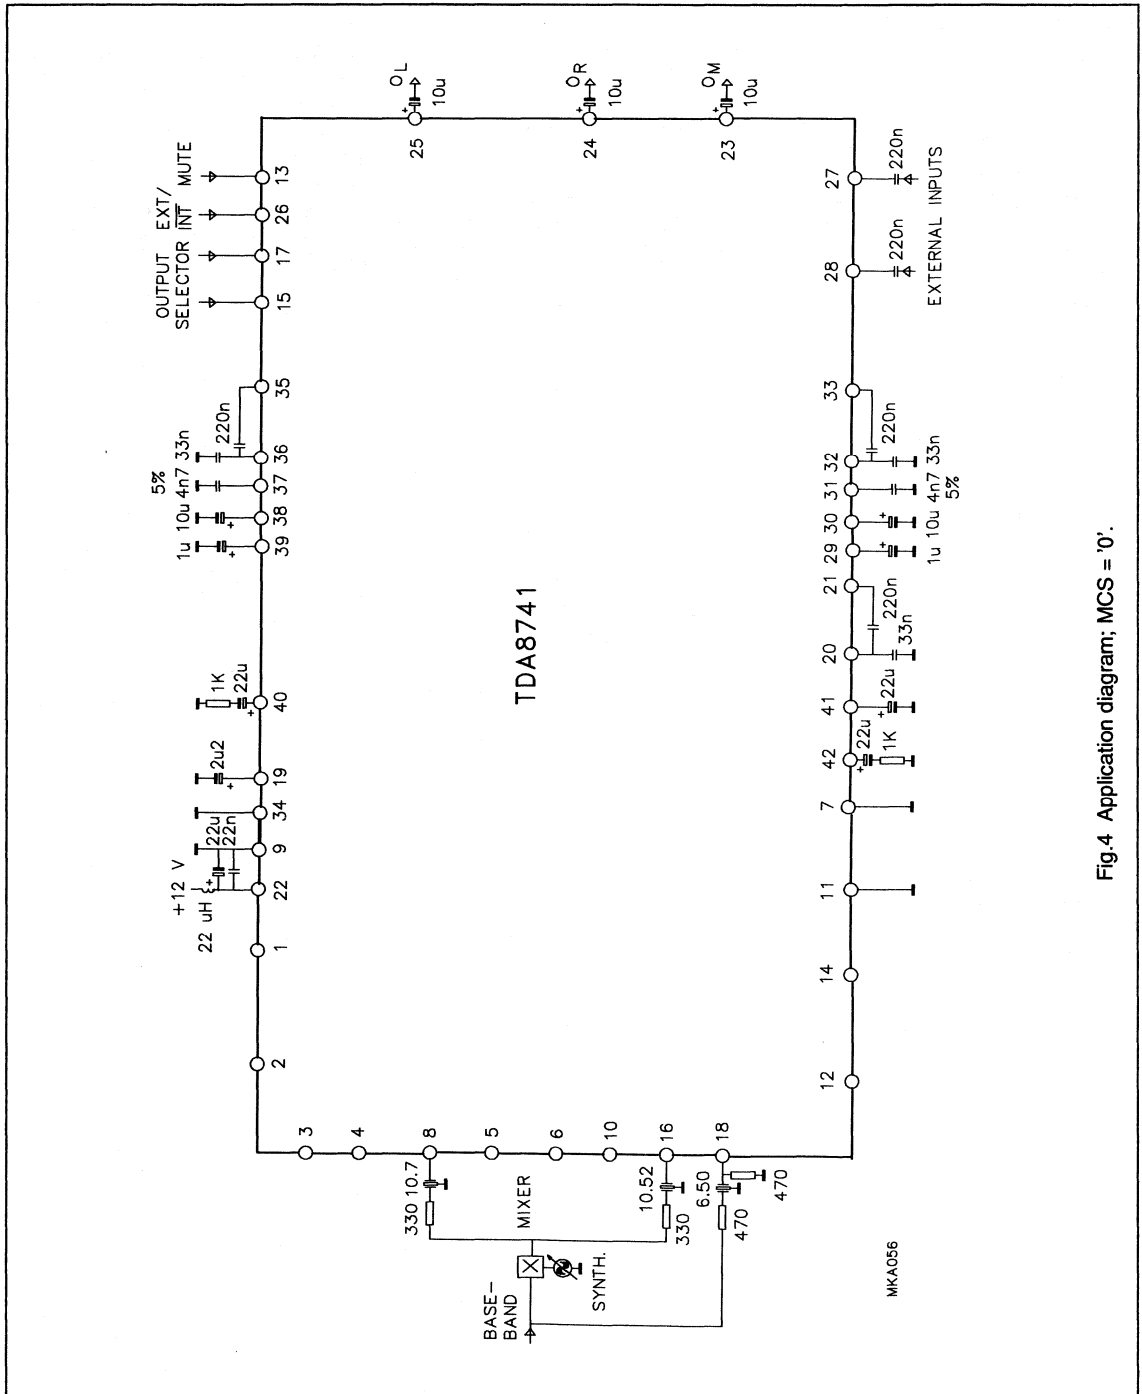 OUTPUT
SELECTOR
EXT/
INT
MUTE
15
17
26
13
O L
10u
+
25
O R
10u
+
24
O M
10u
+
23
5%
1u 10u 4n7 33n
220n
39
38
37
36
35
1K
22u
+
40
2u2
+
19
34
22u
22n
9
+12 V
22 uH
+
22
1
2
220n
27
220n
28
EXTERNAL INPUTS
33
220n
32
31
30
29
1u 10u 4n7 33n
5%
21
220n
20
33n
41
22u
+
42
22u
+
1K
7
11
14
12
TDA8741
3
4
8
5
6
10
16
18
330 10.7
MIXER
10.52
330
6.50
470
470
BASE-
BAND
SYNTH.
MKA056
Fig.4 Application diagram; MCS = '0'.